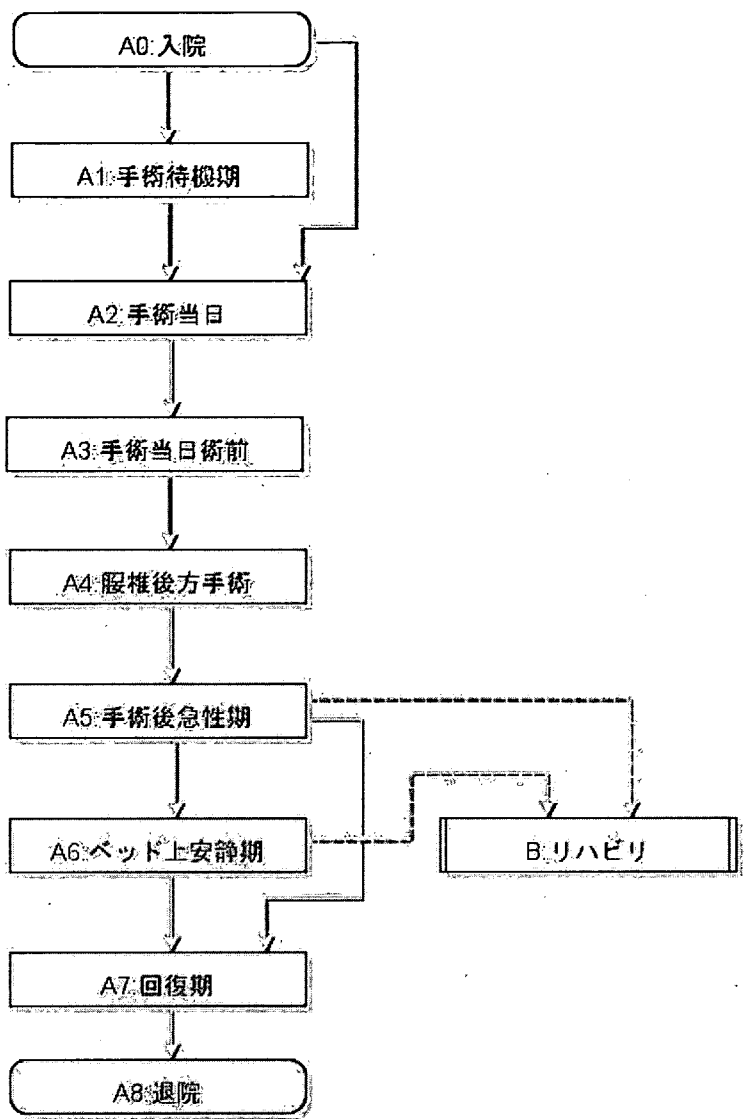 A0:入院
A1:手術待機期
A2:手術当日
A3:手術当日術前
A4:腰椎後方手術
A5:手術後急性期
A6:ベッド上安静期
B:リハビリ
A7:回復期
A8:退院